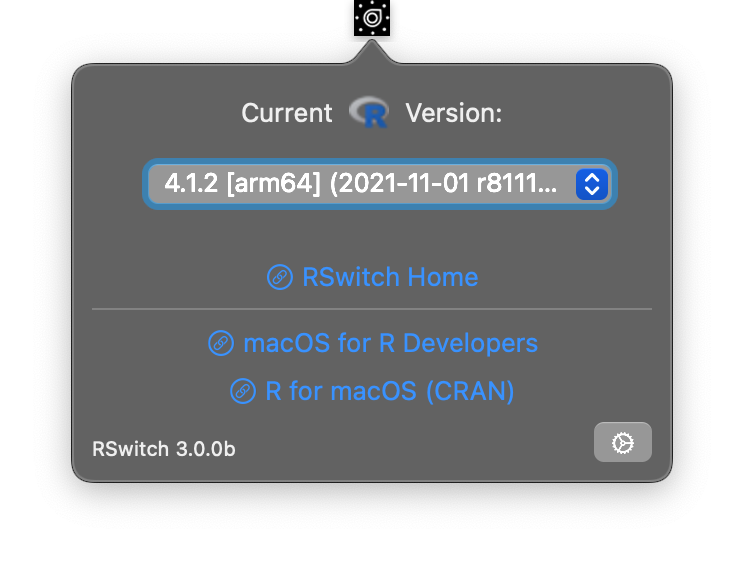 Current R Version:
4.1.2 [arm64] (2021-11-01 r8111...
RSwitch Home
macOS for R Developers
R for macOS (CRAN)
RSwitch 3.0.0b